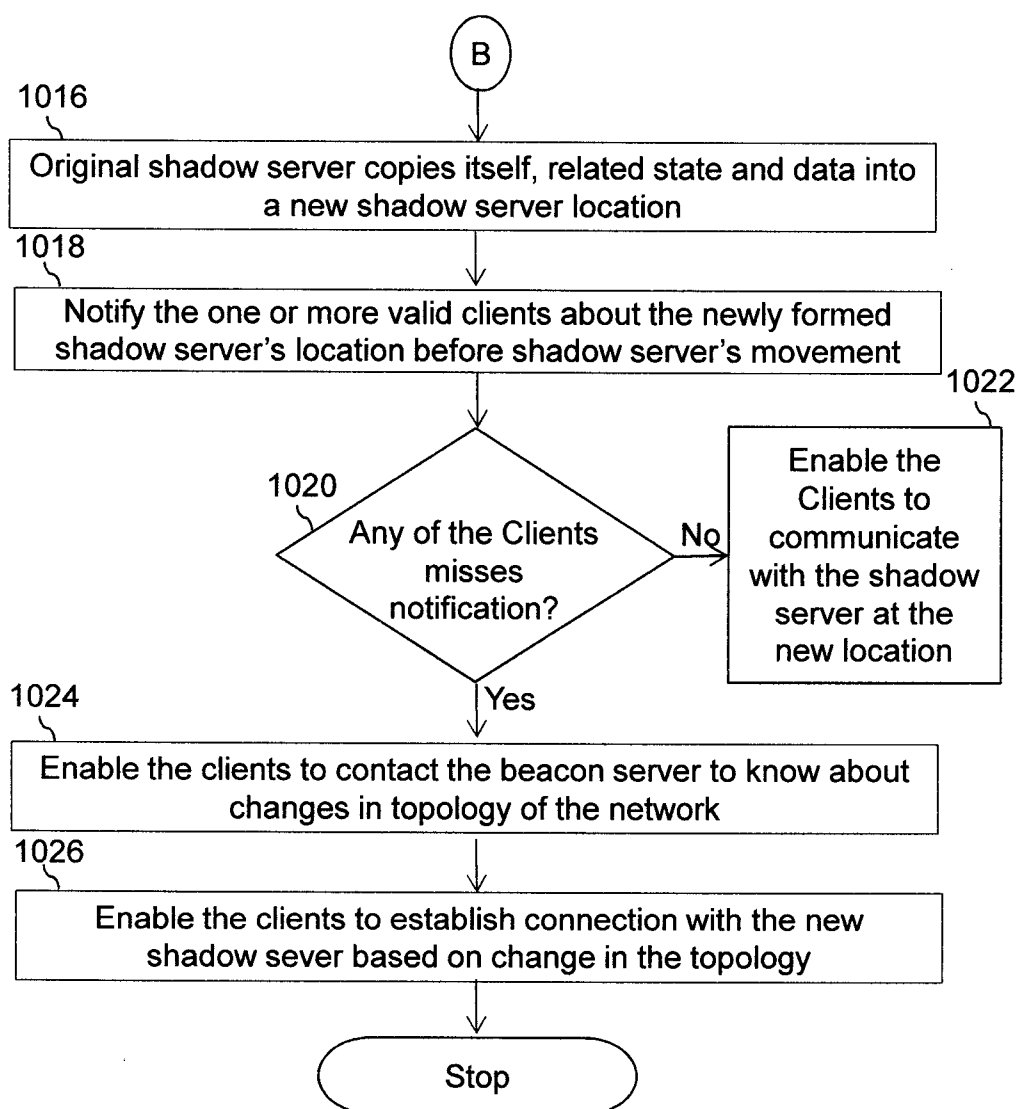 B
1016
Original shadow server copies itself, related state and data into
a new shadow server location
1018
Notify the one or more valid clients about the newly formed
shadow server's location before shadow server's movement
1020
Any of the Clients
misses
notification?
No
1022
Enable the
Clients to
communicate
with the shadow
server at the
new location
Yes
1024
Enable the clients to contact the beacon server to know about
changes in topology of the network
1026
Enable the clients to establish connection with the new
shadow sever based on change in the topology
Stop